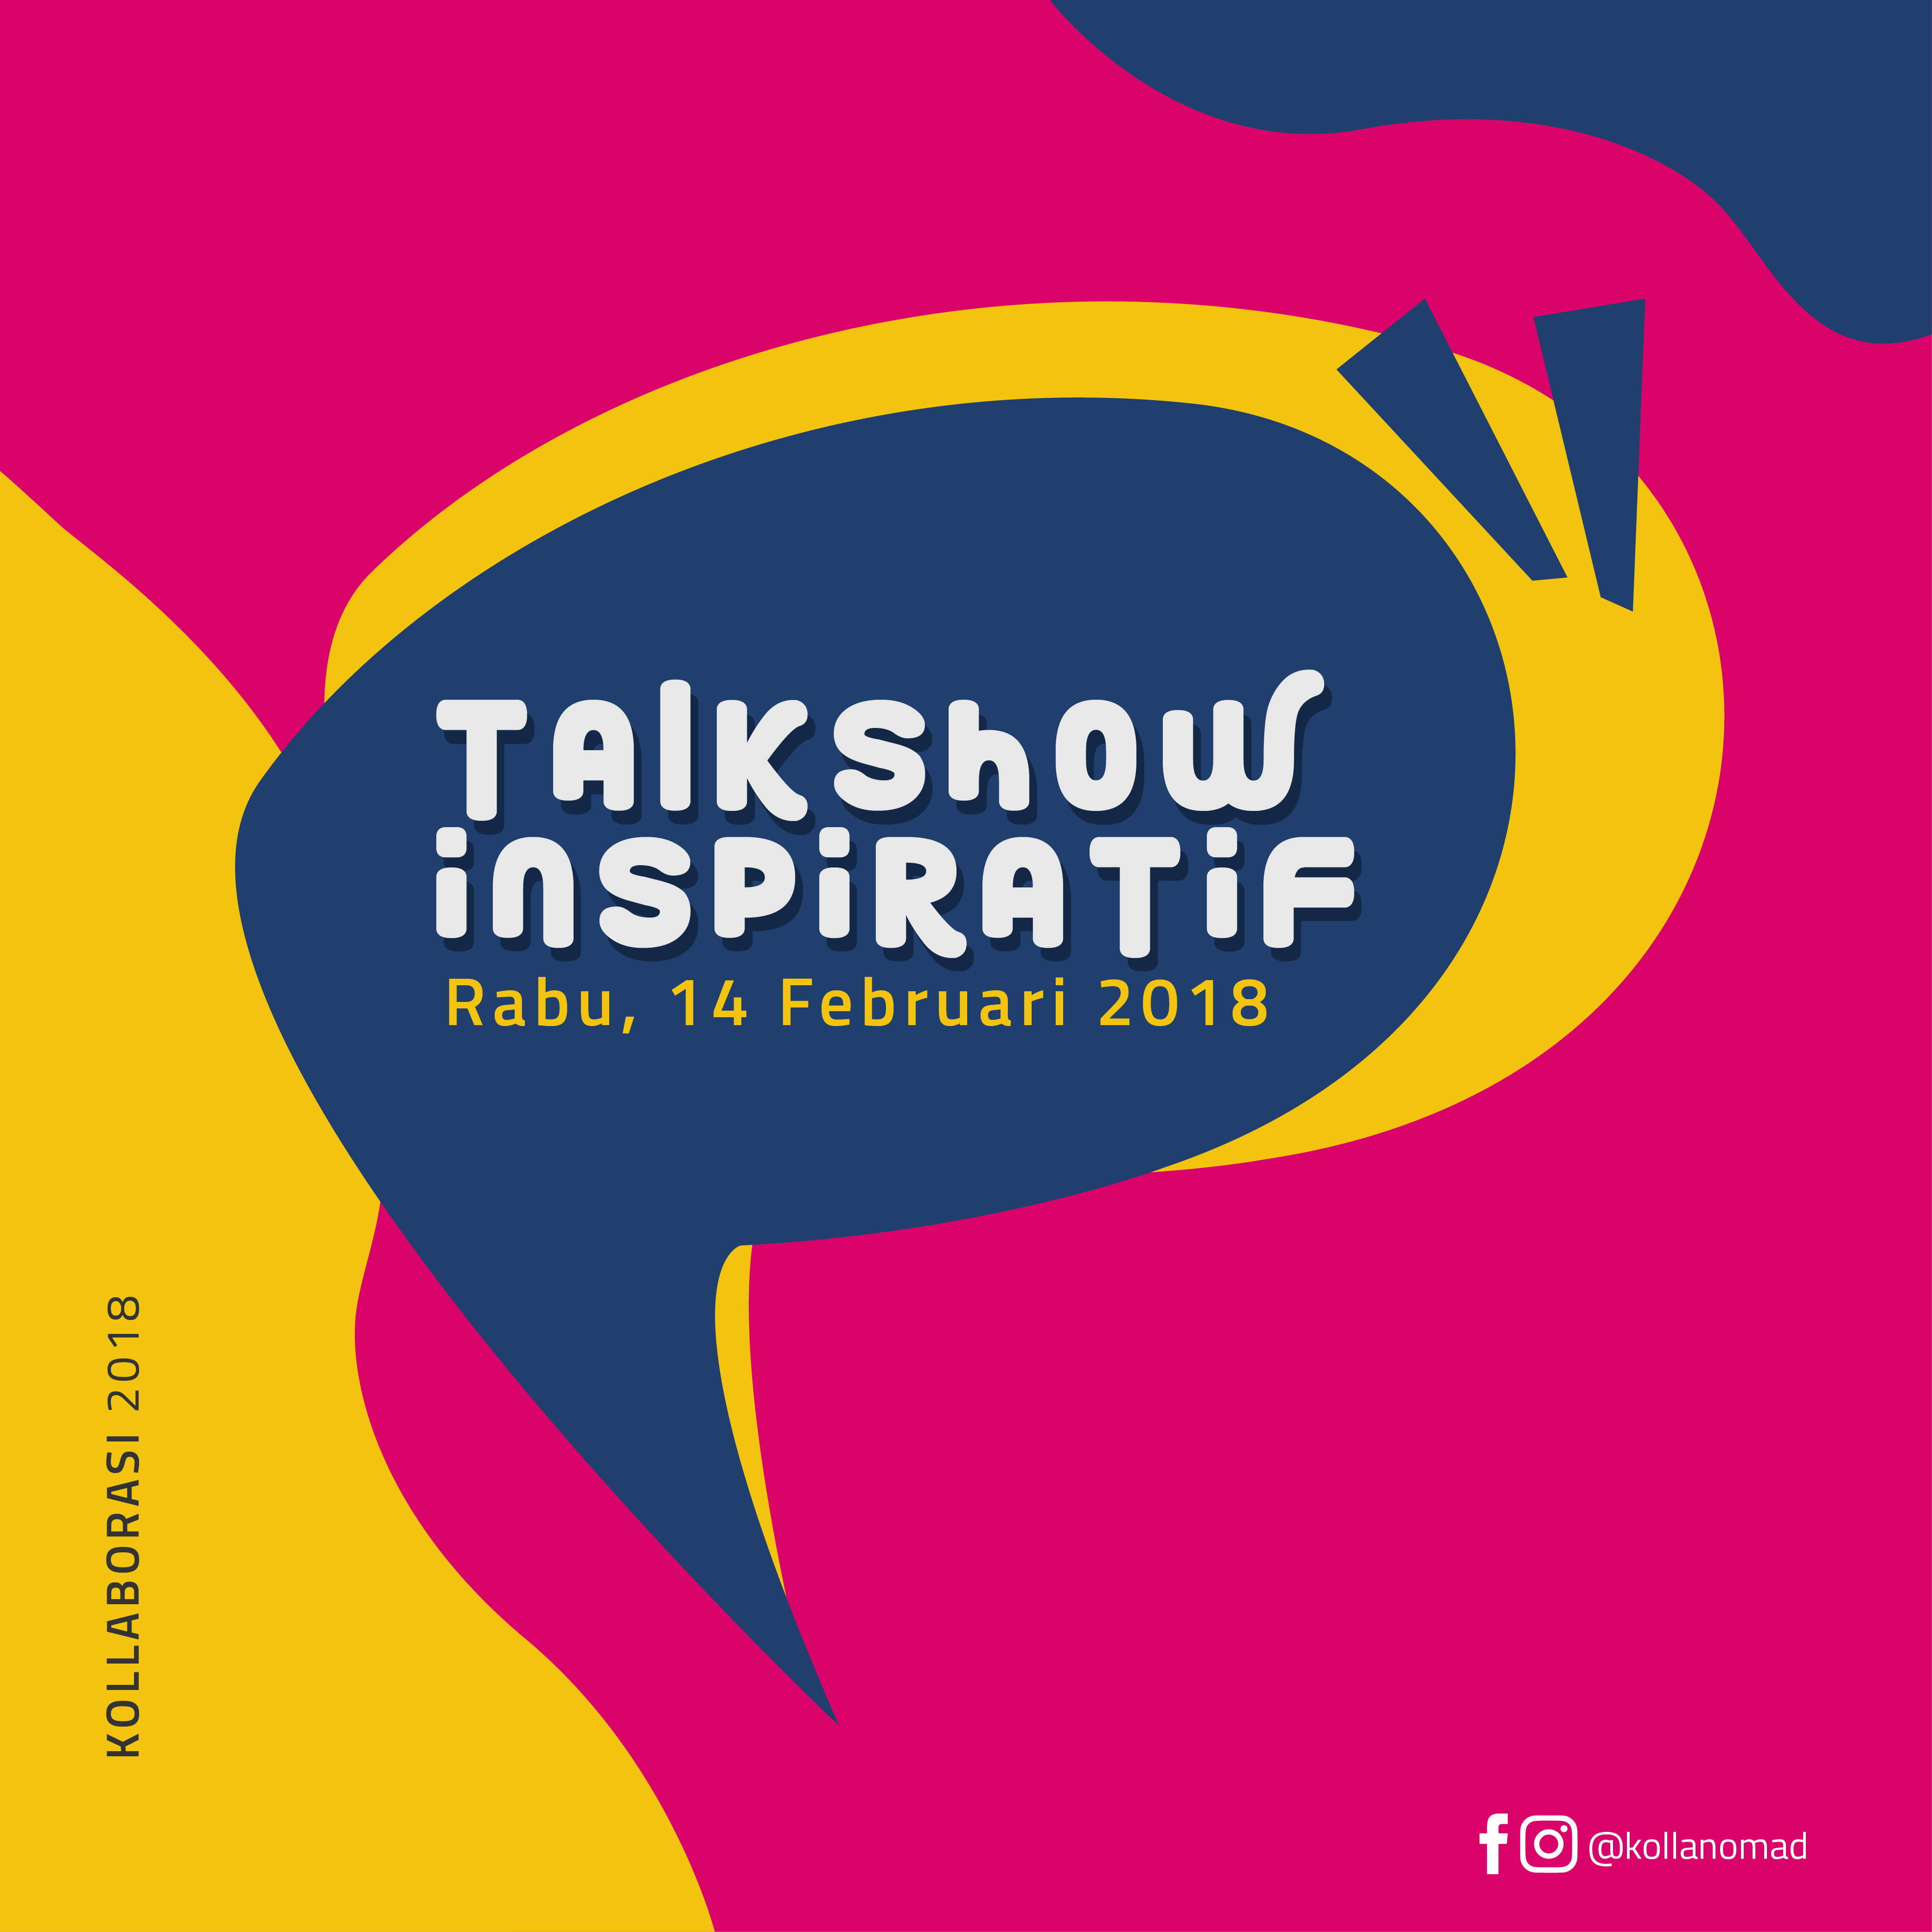 TAlKShOW
iNSPiRATiF
Rabu, 14 Februari 2018
KOLLABORASI 2018
@kollanomad